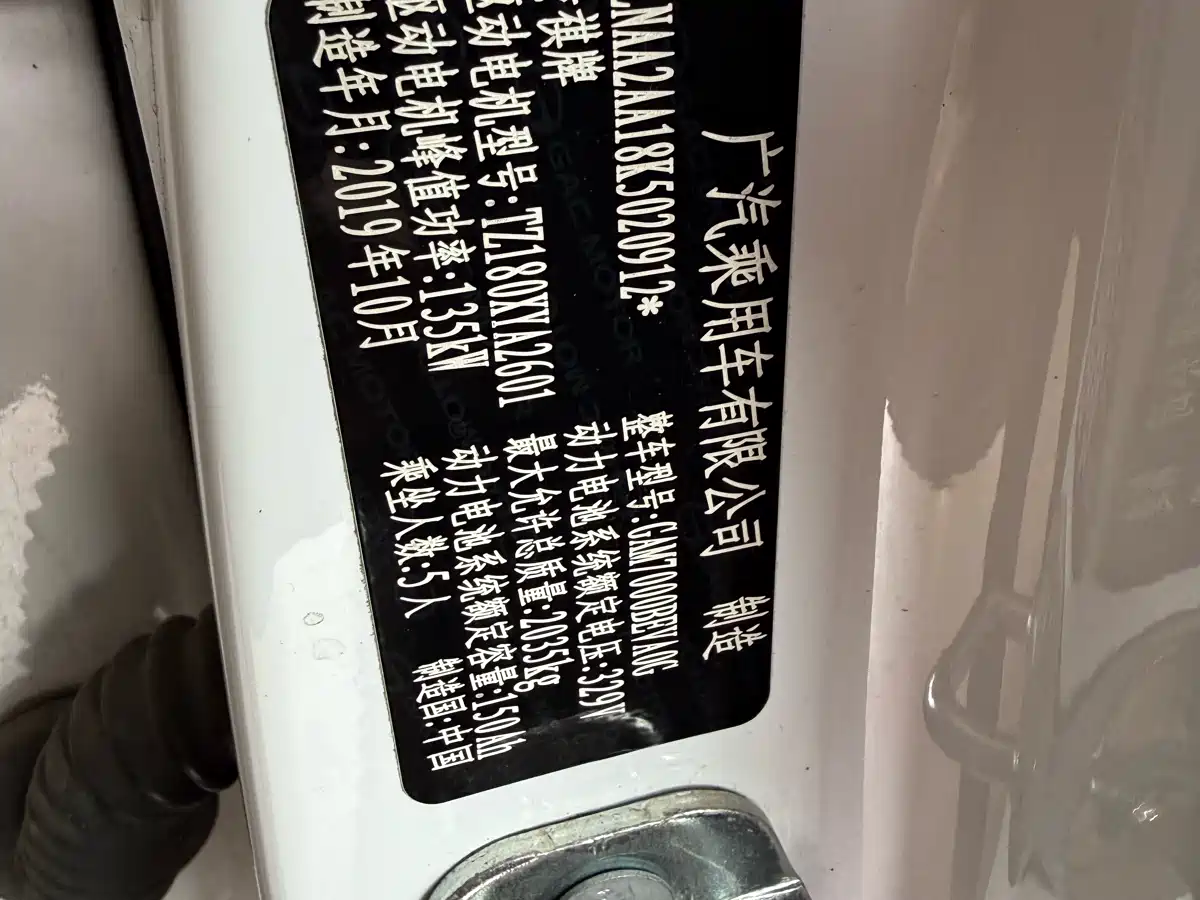 广汽乘用车有限公司 制造
NAA2AA18K5020912*
整车型号:GAM7000BEVA0G
祺牌
动力电池系统额定电压:329V
动电机型号:TZ180XYA2601
最大允许总质量:2035kg
驱动电机峰值功率:135kW
动力电池系统额定容量:150Ah
制造年月:2019年10月
乘坐人数:5人
制造国:中国
GAC MOTOR